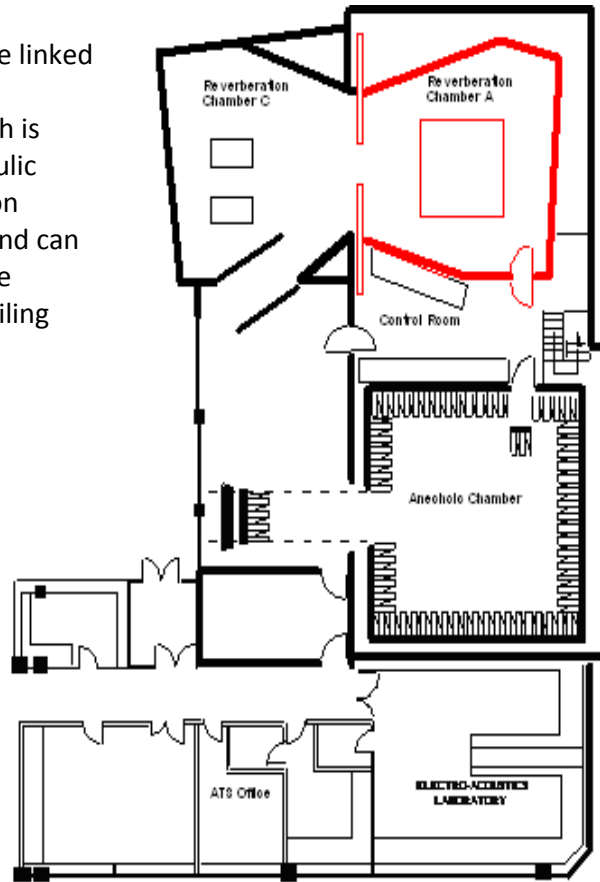 e linked
h is
ulic
on
and can
e
iling
Reverberation
Chamber C
Reverberation
Chamber A
Control Room
Anechoic Chamber
ATS Office
ELECTRO-ACOUSTICS
LABORATORY